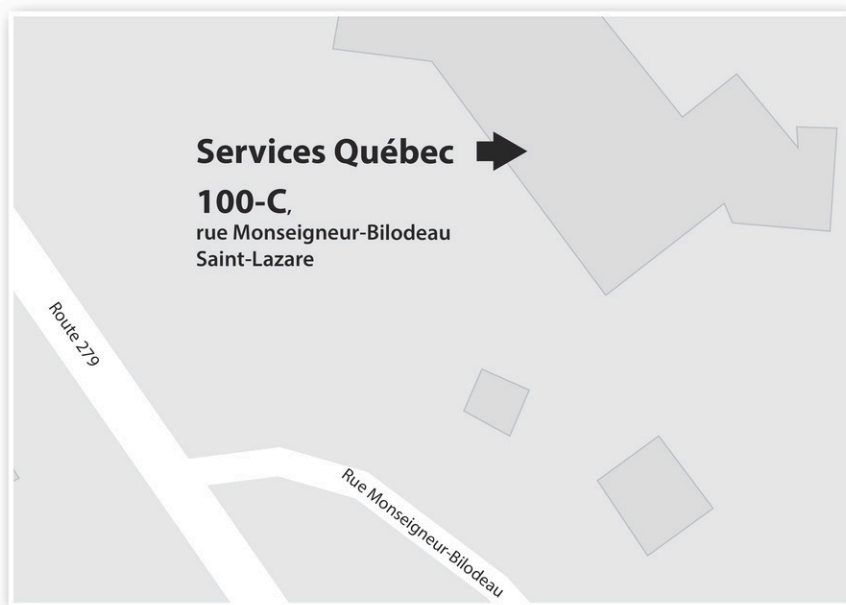 Services Québec
100-C,
rue Monseigneur-Bilodeau
Saint-Lazare
Route 279
Rue Monseigneur-Bilodeau